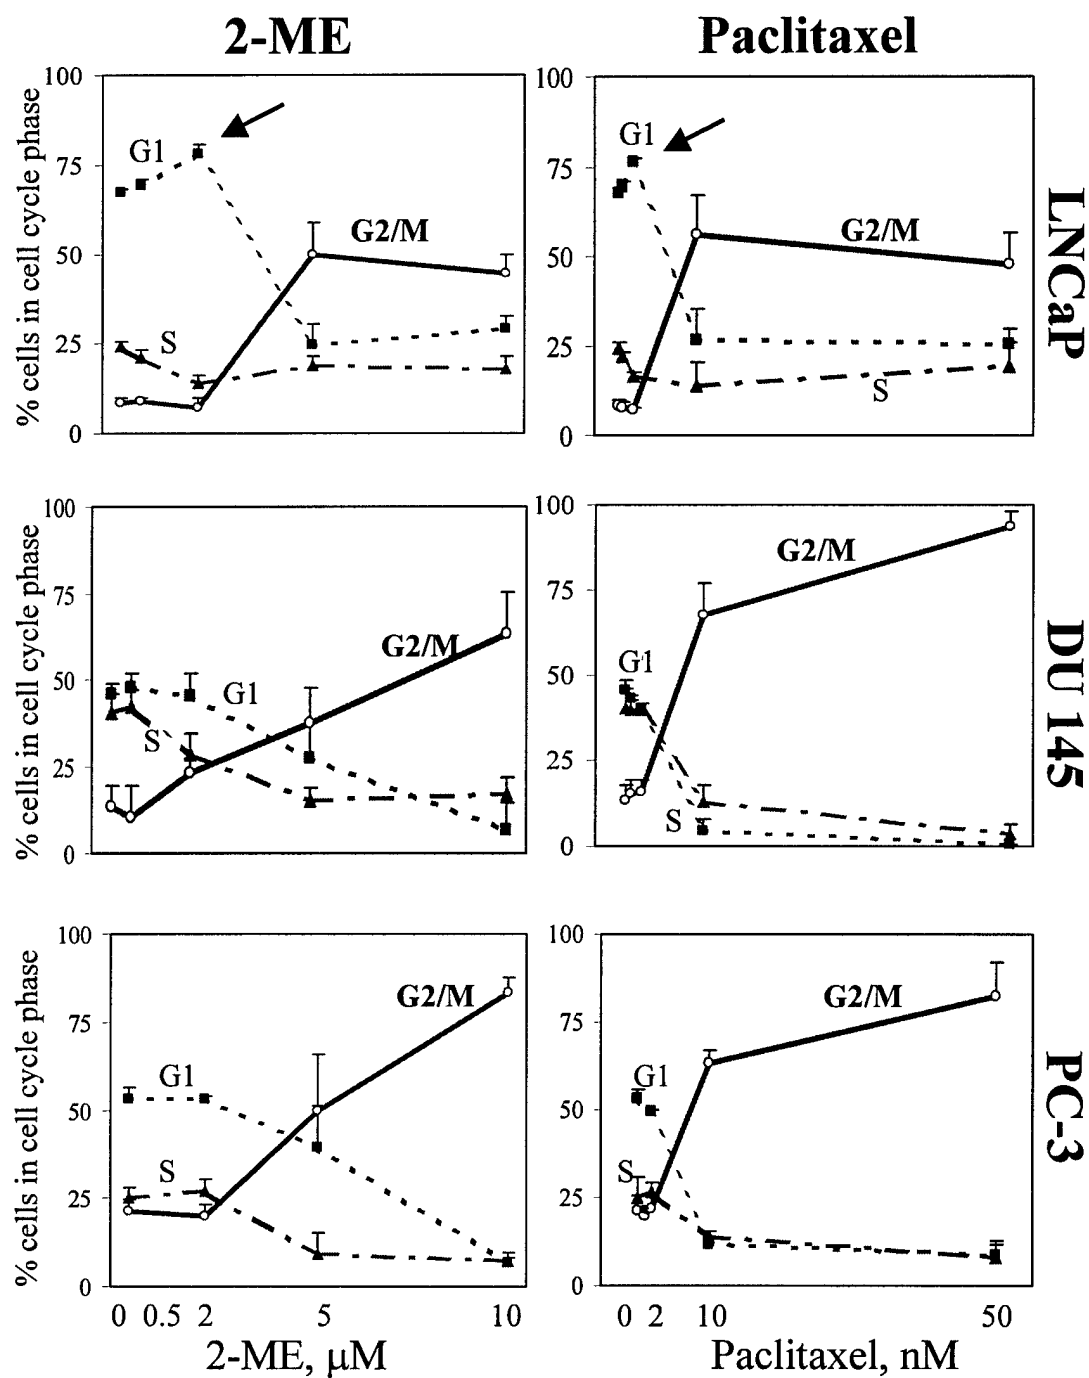 2-ME
Paclitaxel
% cells in cell cycle phase
100
75
50
25
0
G1
G2/M
S
100
75
50
25
0
G1
G2/M
S
LNCaP
% cells in cell cycle phase
100
75
50
25
0
G2/M
G1
S
100
75
50
25
0
G2/M
G1
S
DU 145
% cells in cell cycle phase
100
75
50
25
0
G2/M
G1
S
0 0.5 2 5 10
2-ME, μM
100
75
50
25
0
G2/M
G1
S
0 2 10 50
Paclitaxel, nM
PC-3